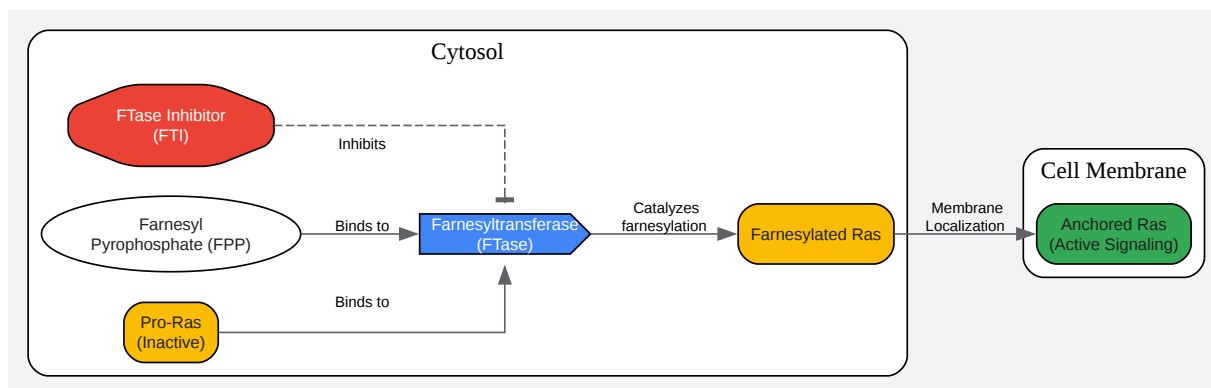 Cytosol
FTase Inhibitor
(FTI)
Inhibits
Farnesyl
Pyrophosphate (FPP)
Binds to
Farnesyltransferase
(FTase)
Catalyzes
farnesylation
Farnesylated Ras
Membrane
Localization
Cell Membrane
Anchored Ras
(Active Signaling)
Binds to
Pro-Ras
(Inactive)